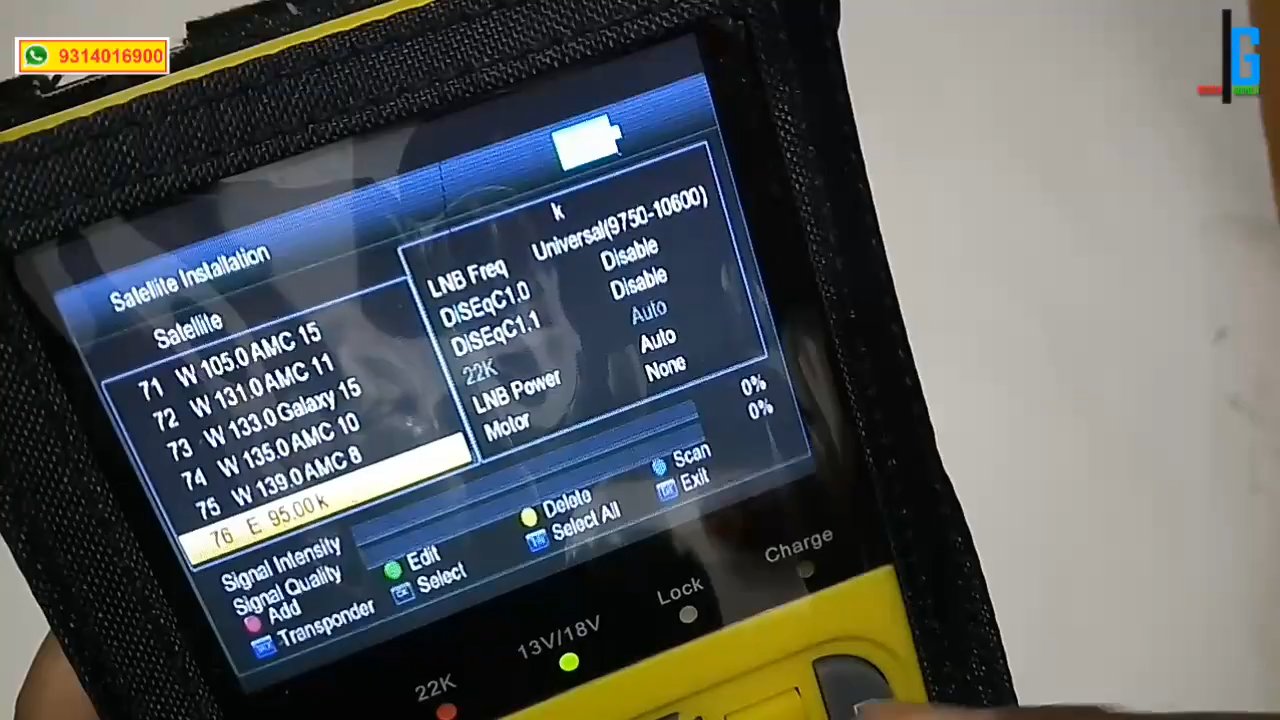 9314016900
G
Satellite Installation
Satellite
71 W 105.0 AMC 15
72 W 131.0 AMC 11
73 W 133.0 Galaxy 15
74 W 135.0 AMC 10
75 W 139.0 AMC 8
76 E 95.00 k
k
LNB Freq Universal(9750-10600)
DiSEqC1.0 Disable
DiSEqC1.1 Disable
22K Auto
LNB Power Auto
Motor None
Signal Intensity 0%
Signal Quality 0%
Add Edit Delete Scan
Transponder Select Select All Exit
22K 13V/18V Lock Charge